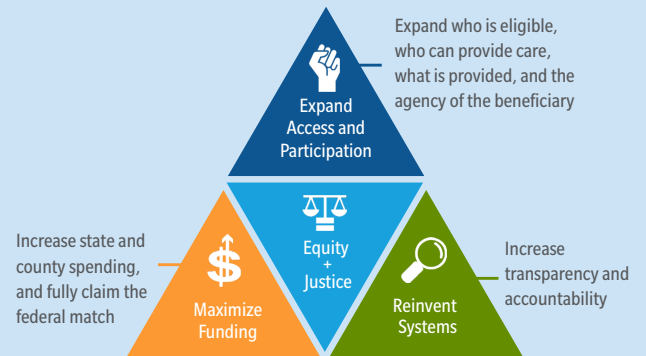 Expand who is eligible,
who can provide care,
what is provided, and the
agency of the beneficiary
Expand
Access and
Participation
Equity
+
Justice
Increase state and
county spending,
and fully claim the
federal match
$
Maximize
Funding
Reinvent
Systems
Increase
transparency and
accountability